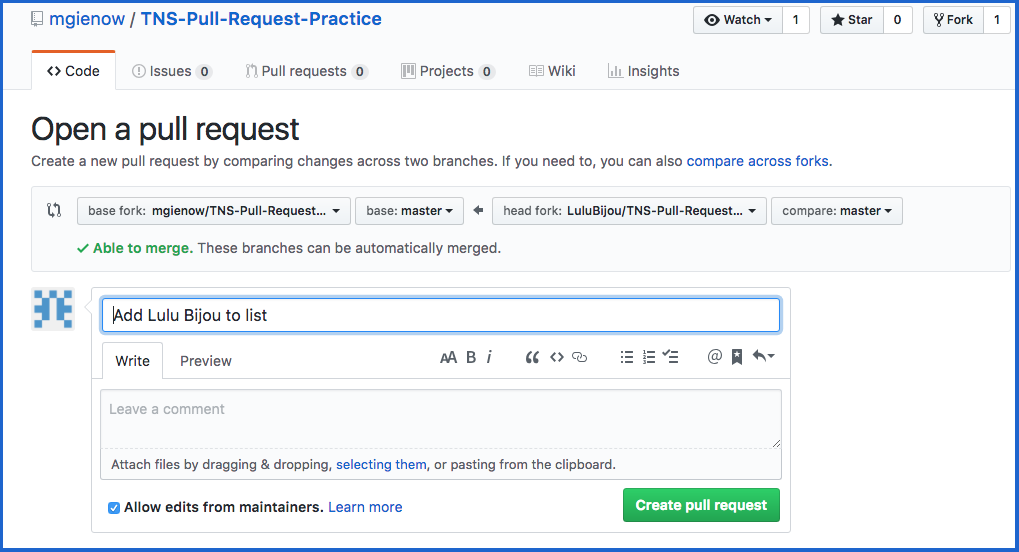 mgienow / TNS-Pull-Request-Practice
Watch 1 Star 0 Fork 1
Code Issues 0 Pull requests 0 Projects 0 Wiki Insights
Open a pull request
Create a new pull request by comparing changes across two branches. If you need to, you can also compare across forks.
base fork: mgienow/TNS-Pull-Request... base: master head fork: LuluBijou/TNS-Pull-Request... compare: master
Able to merge. These branches can be automatically merged.
Add Lulu Bijou to list
Write Preview AA B i “ <> @
Leave a comment
Attach files by dragging & dropping, selecting them, or pasting from the clipboard.
Allow edits from maintainers. Learn more Create pull request